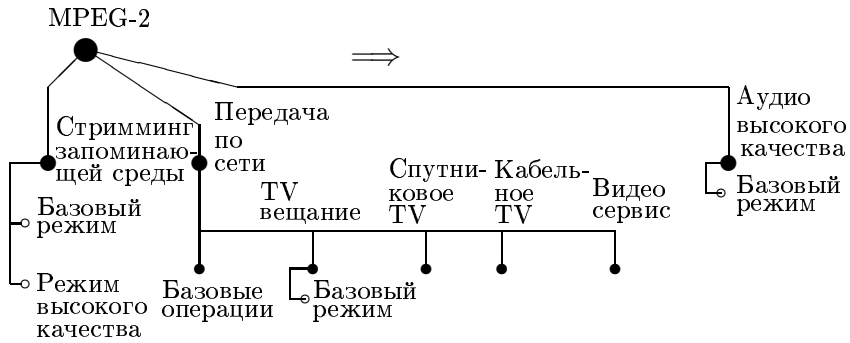 MPEG-2
⟹
Стримминг
запоминаю-
щей среды
Базовый
режим
Режим
высокого
качества
Передача
по
сети
Базовые
операции
TV
вещание
Базовый
режим
Спутни-
ковое
TV
Кабель-
ное
TV
Видео
сервис
Аудио
высокого
качества
Базовый
режим